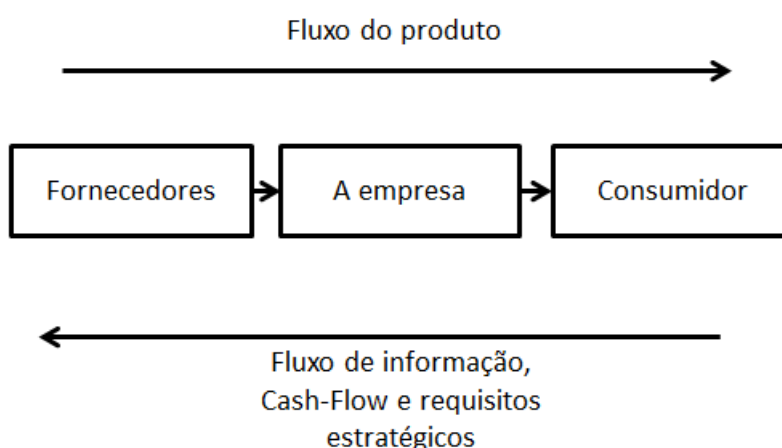 Fluxo do produto
Fornecedores
A empresa
Consumidor
Fluxo de informação,
Cash-Flow e requisitos
estratégicos